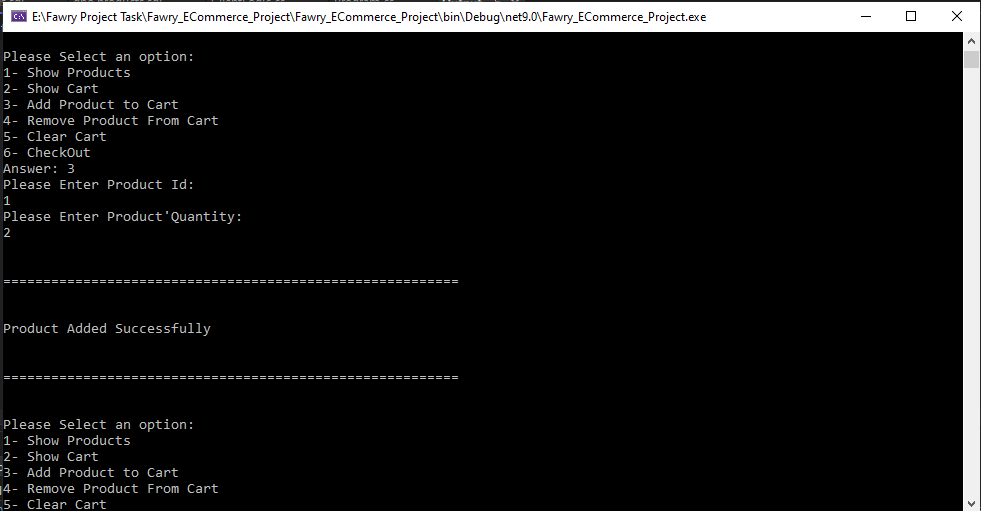 E:\Fawry Project Task\Fawry_ECommerce_Project\Fawry_ECommerce_Project\bin\Debug\net9.0\Fawry_ECommerce_Project.exe
Please Select an option:
1- Show Products
2- Show Cart
3- Add Product to Cart
4- Remove Product From Cart
5- Clear Cart
6- CheckOut
Answer: 3
Please Enter Product Id:
1
Please Enter Product'Quantity:
2
=========================================================
Product Added Successfully
=========================================================
Please Select an option:
1- Show Products
2- Show Cart
3- Add Product to Cart
4- Remove Product From Cart
5- Clear Cart